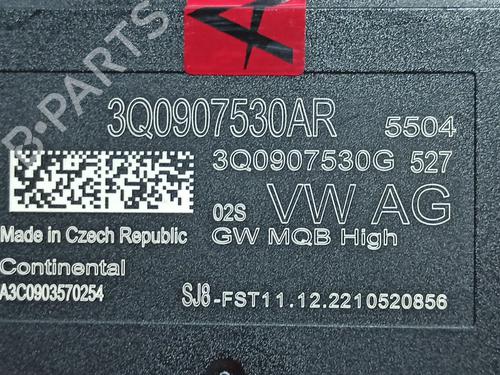 A
B-PARTS
3Q0907530AR 5504
3Q0907530G 527
02S VW AG
Made in Czech Republic GW MQB High
Continental
A3C0903570254 SJ8-FST11.12.2210520856